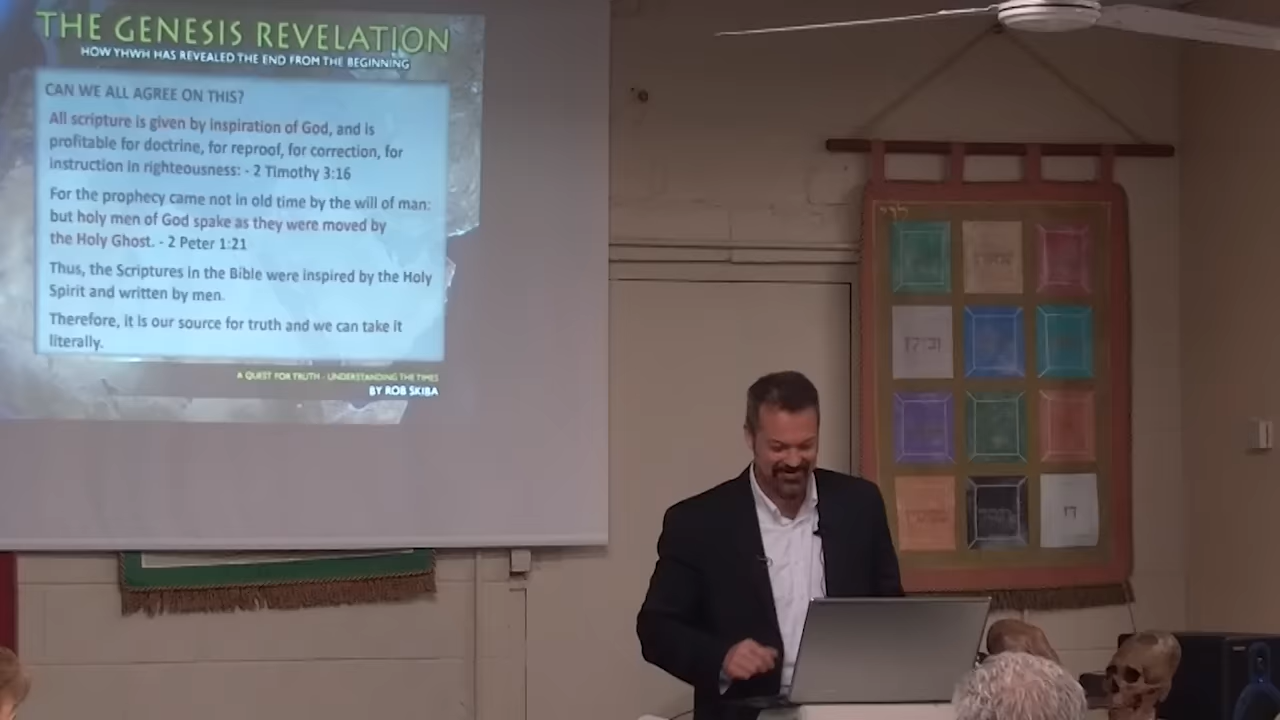 THE GENESIS REVELATION
HOW YHWH HAS REVEALED THE END FROM THE BEGINNING
CAN WE ALL AGREE ON THIS?
All scripture is given by inspiration of God, and is
profitable for doctrine, for reproof, for correction, for
instruction in righteousness: - 2 Timothy 3:16
For the prophecy came not in old time by the will of man:
but holy men of God spake as they were moved by
the Holy Ghost. - 2 Peter 1:21
Thus, the Scriptures in the Bible were inspired by the Holy
Spirit and written by men.
Therefore, it is our source for truth and we can take it
literally.
A QUEST FOR TRUTH - UNDERSTANDING THE TIMES
BY ROB SKIBA
דן